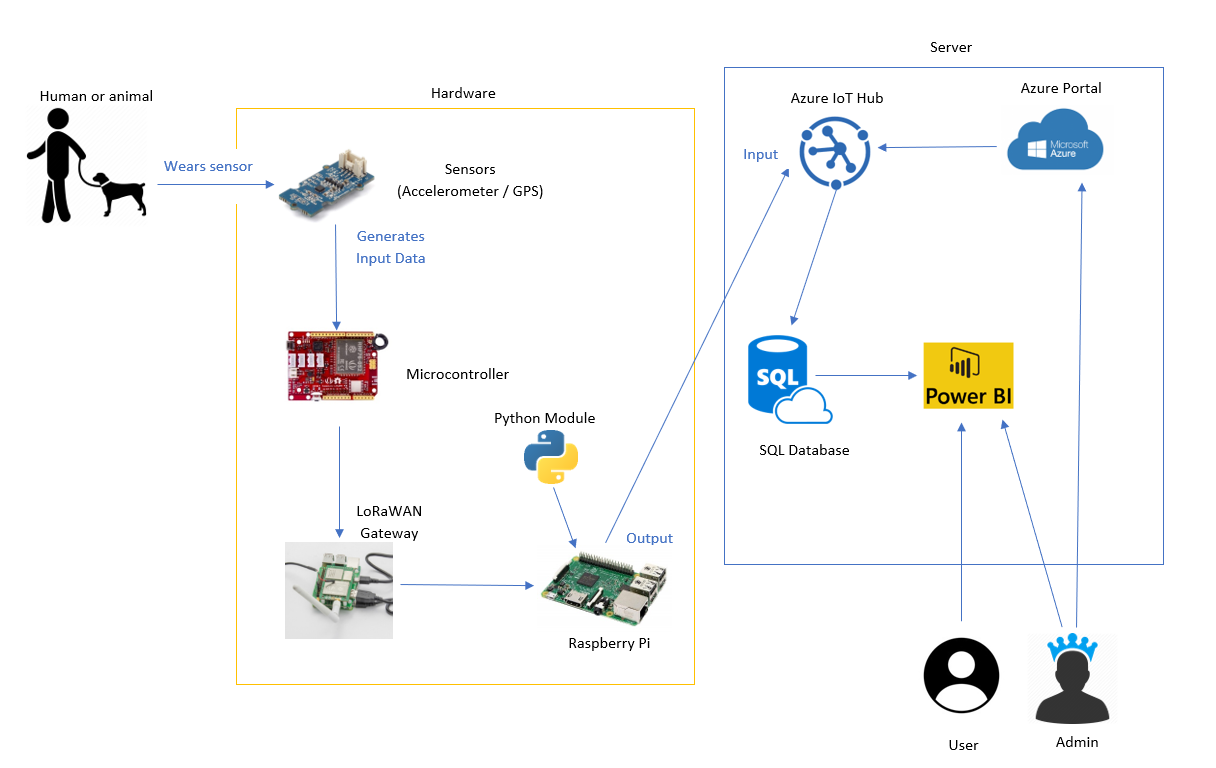 Server
Human or animal
Hardware
Azure IoT Hub
Azure Portal
Wears sensor
Sensors
(Accelerometer / GPS)
Input
Microsoft
Azure
Generates
Input Data
Microcontroller
SQL
Power BI
Python Module
SQL Database
LoRaWAN
Gateway
Output
Raspberry Pi
User
Admin